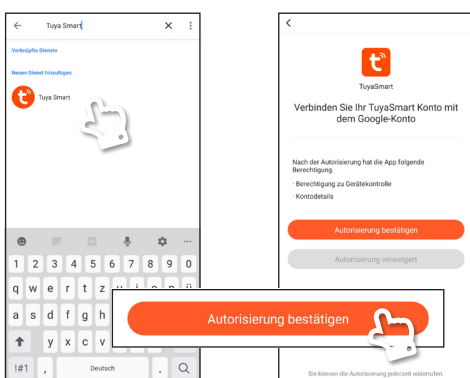 Tuya Smart
Verknüpfte Dienste
Neuen Dienst hinzufügen
Tuya Smart
1 2 3 4 5 6 7 8 9 0
q w e r t z
a s d f g h
y x c v
!#1 , Deutsch .
TuyaSmart
Verbinden Sie Ihr TuyaSmart Konto mit
dem Google-Konto
Nach der Autorisierung hat die App folgende
Berechtigung.
· Berechtigung zu Gerätekontrolle
· Kontodetails
Autorisierung bestätigen
Autorisierung verweigert
Autorisierung bestätigen
Sie können die Autorisierung jederzeit widerrufen.